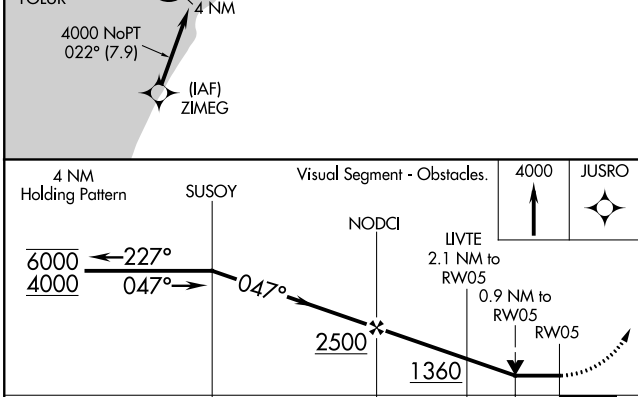 4 NM
4000 NoPT
022° (7.9)
(IAF)
ZIMEG
4 NM
Holding Pattern
SUSOY
Visual Segment - Obstacles.
4000
JUSRO
NODCI
LIVTE
2.1 NM to
RW05
6000
227°
4000
047°
047°
0.9 NM to
RW05
RW05
2500
1360